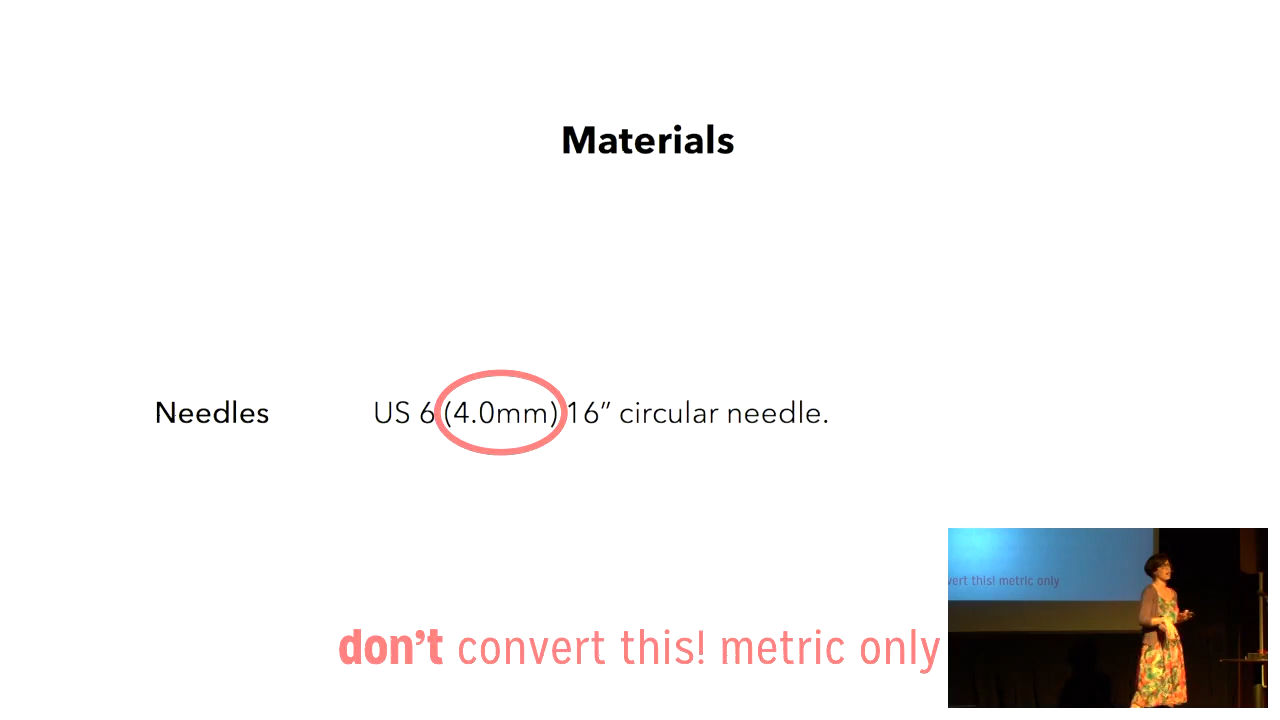 Materials
Needles US 6 (4.0mm) 16” circular needle.
don’t convert this! metric only
vert this! metric only